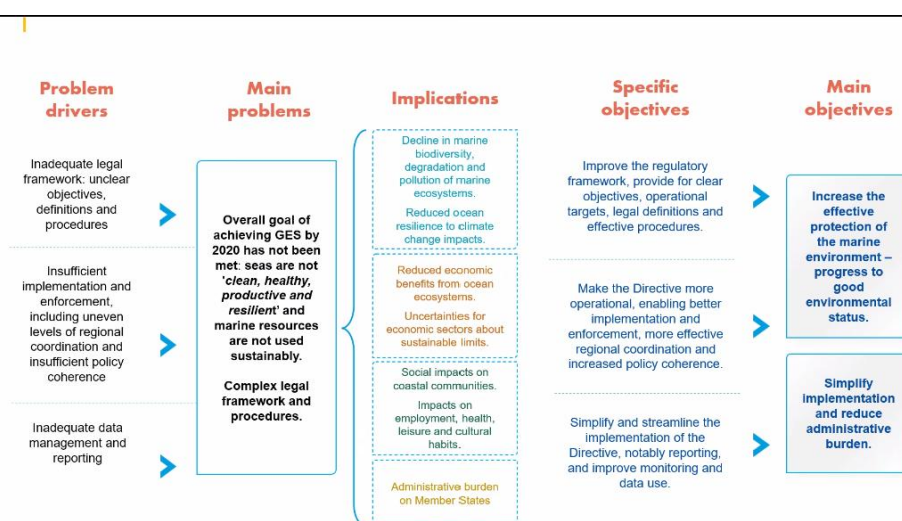 Problem
drivers
Main
problems
Implications
Specific
objectives
Main
objectives
Inadequate legal
framework: unclear
objectives,
definitions and
procedures
Insufficient
implementation and
enforcement,
including uneven
levels of regional
coordination and
insufficient policy
coherence
Inadequate data
management and
reporting
Overall goal of
achieving GES by
2020 has not been
met: seas are not
'clean, healthy,
productive and
resilient' and
marine resources
are not used
sustainably.
Complex legal
framework and
procedures.
Decline in marine
biodiversity,
degradation and
pollution of marine
ecosystems.
Reduced ocean
resilience to climate
change impacts.
Reduced economic
benefits from ocean
ecosystems.
Uncertainties for
economic sectors about
sustainable limits.
Social impacts on
coastal communities.
Impacts on
employment, health,
leisure and cultural
habits.
Administrative burden
on Member States
Improve the regulatory
framework, provide for clear
objectives, operational
targets, legal definitions and
effective procedures.
Make the Directive more
operational, enabling better
implementation and
enforcement, more effective
regional coordination and
increased policy coherence.
Simplify and streamline the
implementation of the
Directive, notably reporting,
and improve monitoring and
data use.
Increase the
effective
protection of
the marine
environment –
progress to
good
environmental
status.
Simplify
implementation
and reduce
administrative
burden.